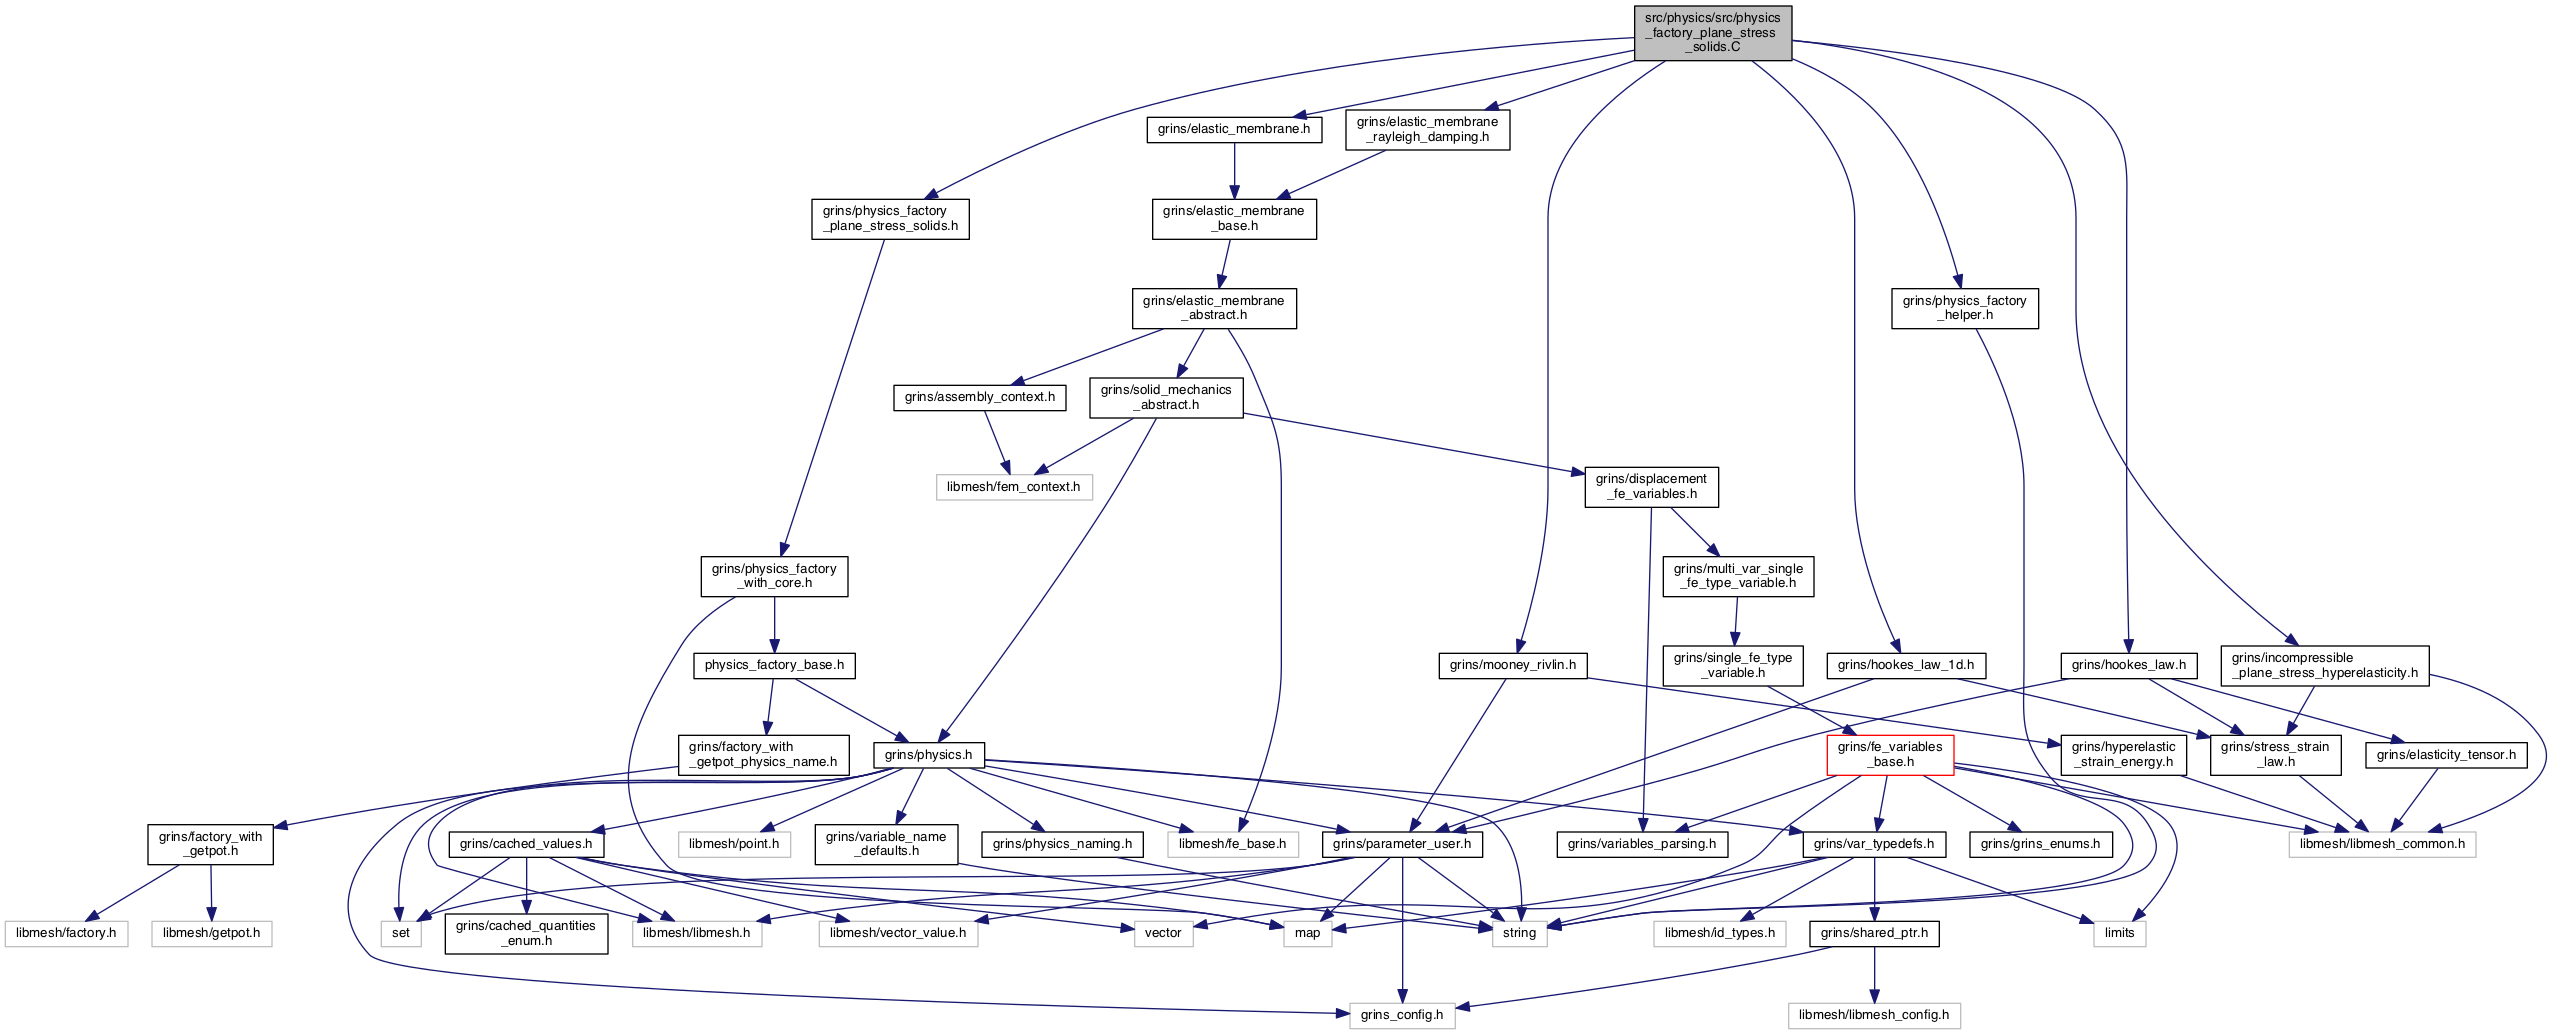 src/physics/src/physics
_factory_plane_stress
_solids.C
grins/elastic_membrane.h
grins/elastic_membrane
_rayleigh_damping.h
grins/physics_factory
_plane_stress_solids.h
grins/elastic_membrane
_base.h
grins/elastic_membrane
_abstract.h
grins/physics_factory
_helper.h
grins/assembly_context.h
grins/solid_mechanics
_abstract.h
libmesh/fem_context.h
grins/displacement
_fe_variables.h
grins/physics_factory
_with_core.h
grins/multi_var_single
_fe_type_variable.h
physics_factory_base.h
grins/mooney_rivlin.h
grins/single_fe_type
_variable.h
grins/hookes_law_1d.h
grins/hookes_law.h
grins/incompressible
_plane_stress_hyperelasticity.h
grins/factory_with
_getpot_physics_name.h
grins/physics.h
grins/fe_variables
_base.h
grins/hyperelastic
_strain_energy.h
grins/stress_strain
_law.h
grins/elasticity_tensor.h
grins/factory_with
_getpot.h
grins/cached_values.h
libmesh/point.h
grins/variable_name
_defaults.h
grins/physics_naming.h
libmesh/fe_base.h
grins/parameter_user.h
grins/variables_parsing.h
grins/var_typedefs.h
grins/grins_enums.h
libmesh/libmesh_common.h
libmesh/factory.h
libmesh/getpot.h
set
grins/cached_quantities
_enum.h
libmesh/libmesh.h
libmesh/vector_value.h
vector
map
string
libmesh/id_types.h
grins/shared_ptr.h
limits
grins_config.h
libmesh/libmesh_config.h